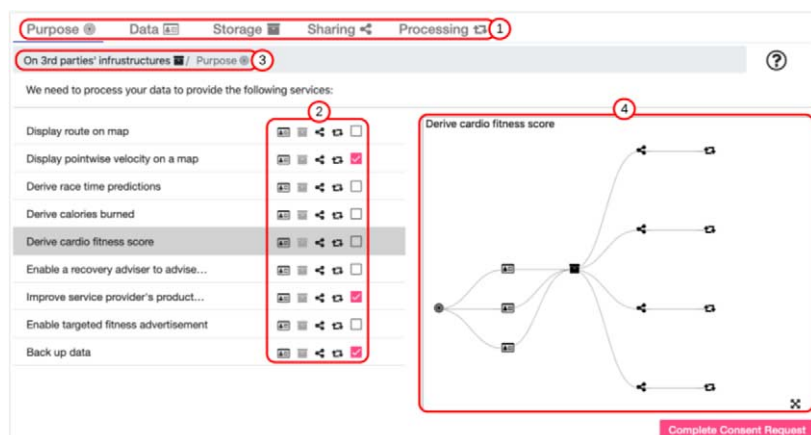 Purpose Data Storage Sharing Processing 1
On 3rd parties' infrustructures / Purpose 3
?
We need to process your data to provide the following services:
2
4
Display route on map
Derive cardio fitness score
Display pointwise velocity on a map
Derive race time predictions
Derive calories burned
Derive cardio fitness score
Enable a recovery adviser to advise...
Improve service provider's product...
Enable targeted fitness advertisement
Back up data
Complete Consent Request